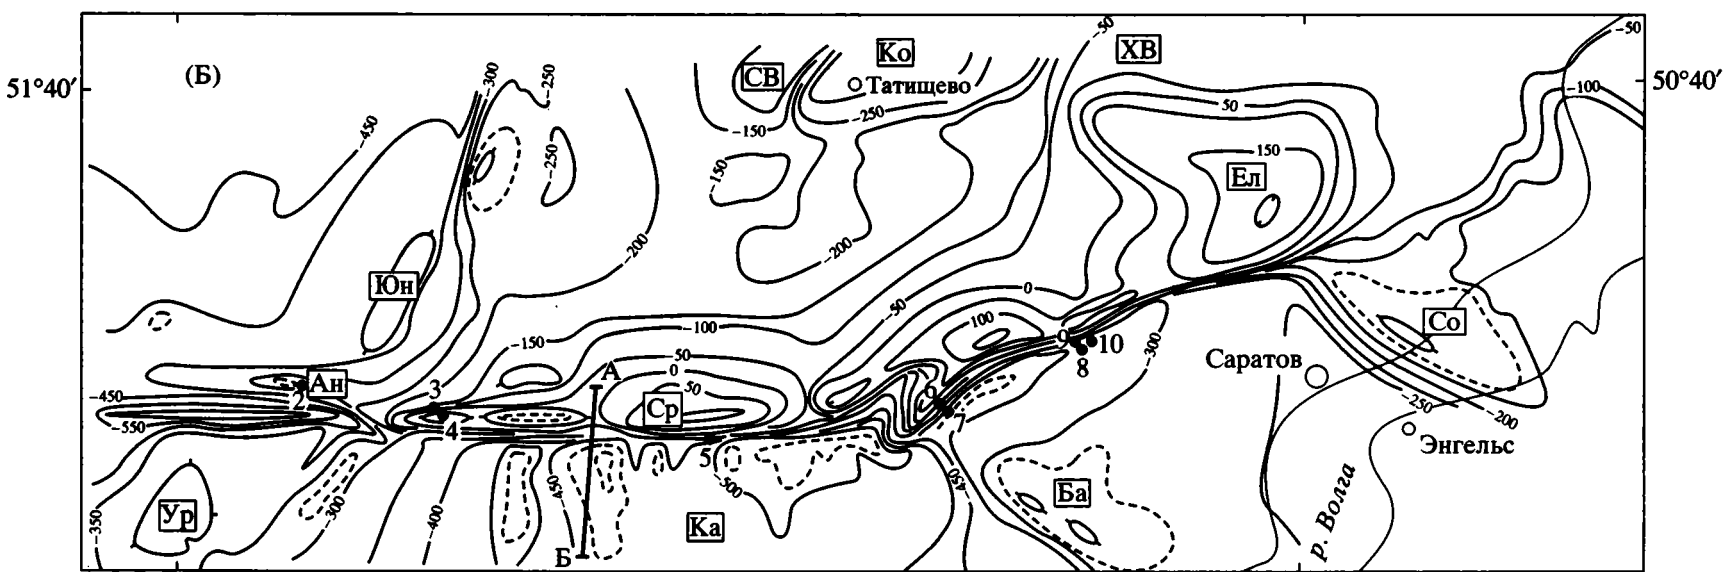 (Б)
51°40′
50°40′
СВ
Ко
Татищево
ХВ
Ел
Юн
Ан
Ср
Со
Саратов
Энгельс
р. Волга
Ур
Ка
Ба
А
Б
2
3
4
5
6
7
8
9
10
-450
-300
-250
-250
-150
-250
-150
-200
-200
-50
-50
-100
50
150
-50
0
100
-100
-150
50
0
50
-450
-550
-350
-300
-400
-450
-500
-450
-300
-250
-200